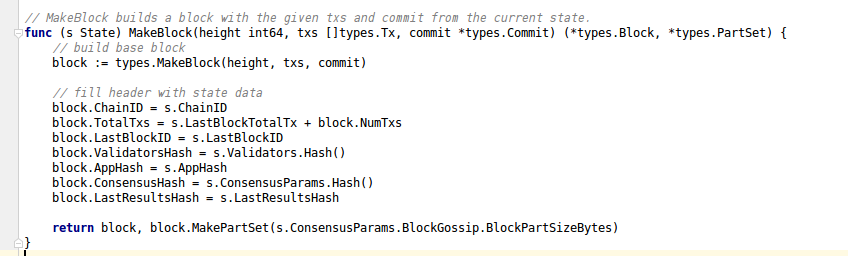 // MakeBlock builds a block with the given txs and commit from the current state.
func (s State) MakeBlock(height int64, txs []types.Tx, commit *types.Commit) (*types.Block, *types.PartSet) {
    // build base block
    block := types.MakeBlock(height, txs, commit)

    // fill header with state data
    block.ChainID = s.ChainID
    block.TotalTxs = s.LastBlockTotalTx + block.NumTxs
    block.LastBlockID = s.LastBlockID
    block.ValidatorsHash = s.Validators.Hash()
    block.AppHash = s.AppHash
    block.ConsensusHash = s.ConsensusParams.Hash()
    block.LastResultsHash = s.LastResultsHash

    return block, block.MakePartSet(s.ConsensusParams.BlockGossip.BlockPartSizeBytes)
}